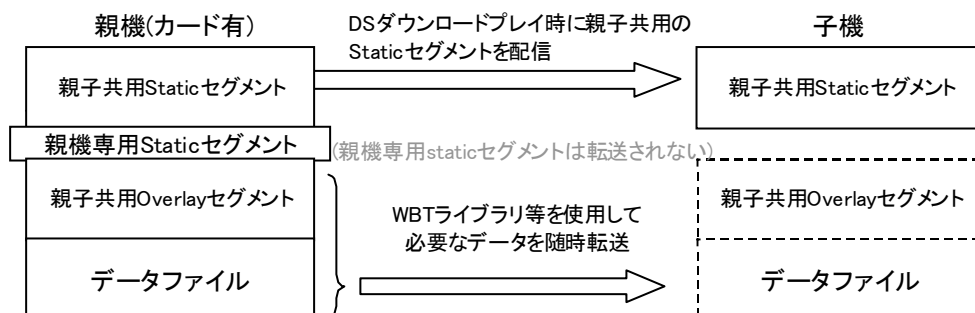 親機(カード有)
DSダウンロードプレイ時に親子共用の
Staticセグメントを配信
子機
親子共用Staticセグメント
親子共用Staticセグメント
親機専用Staticセグメント
(親機専用staticセグメントは転送されない)
親子共用Overlayセグメント
親子共用Overlayセグメント
WBTライブラリ等を使用して
必要なデータを随時転送
データファイル
データファイル